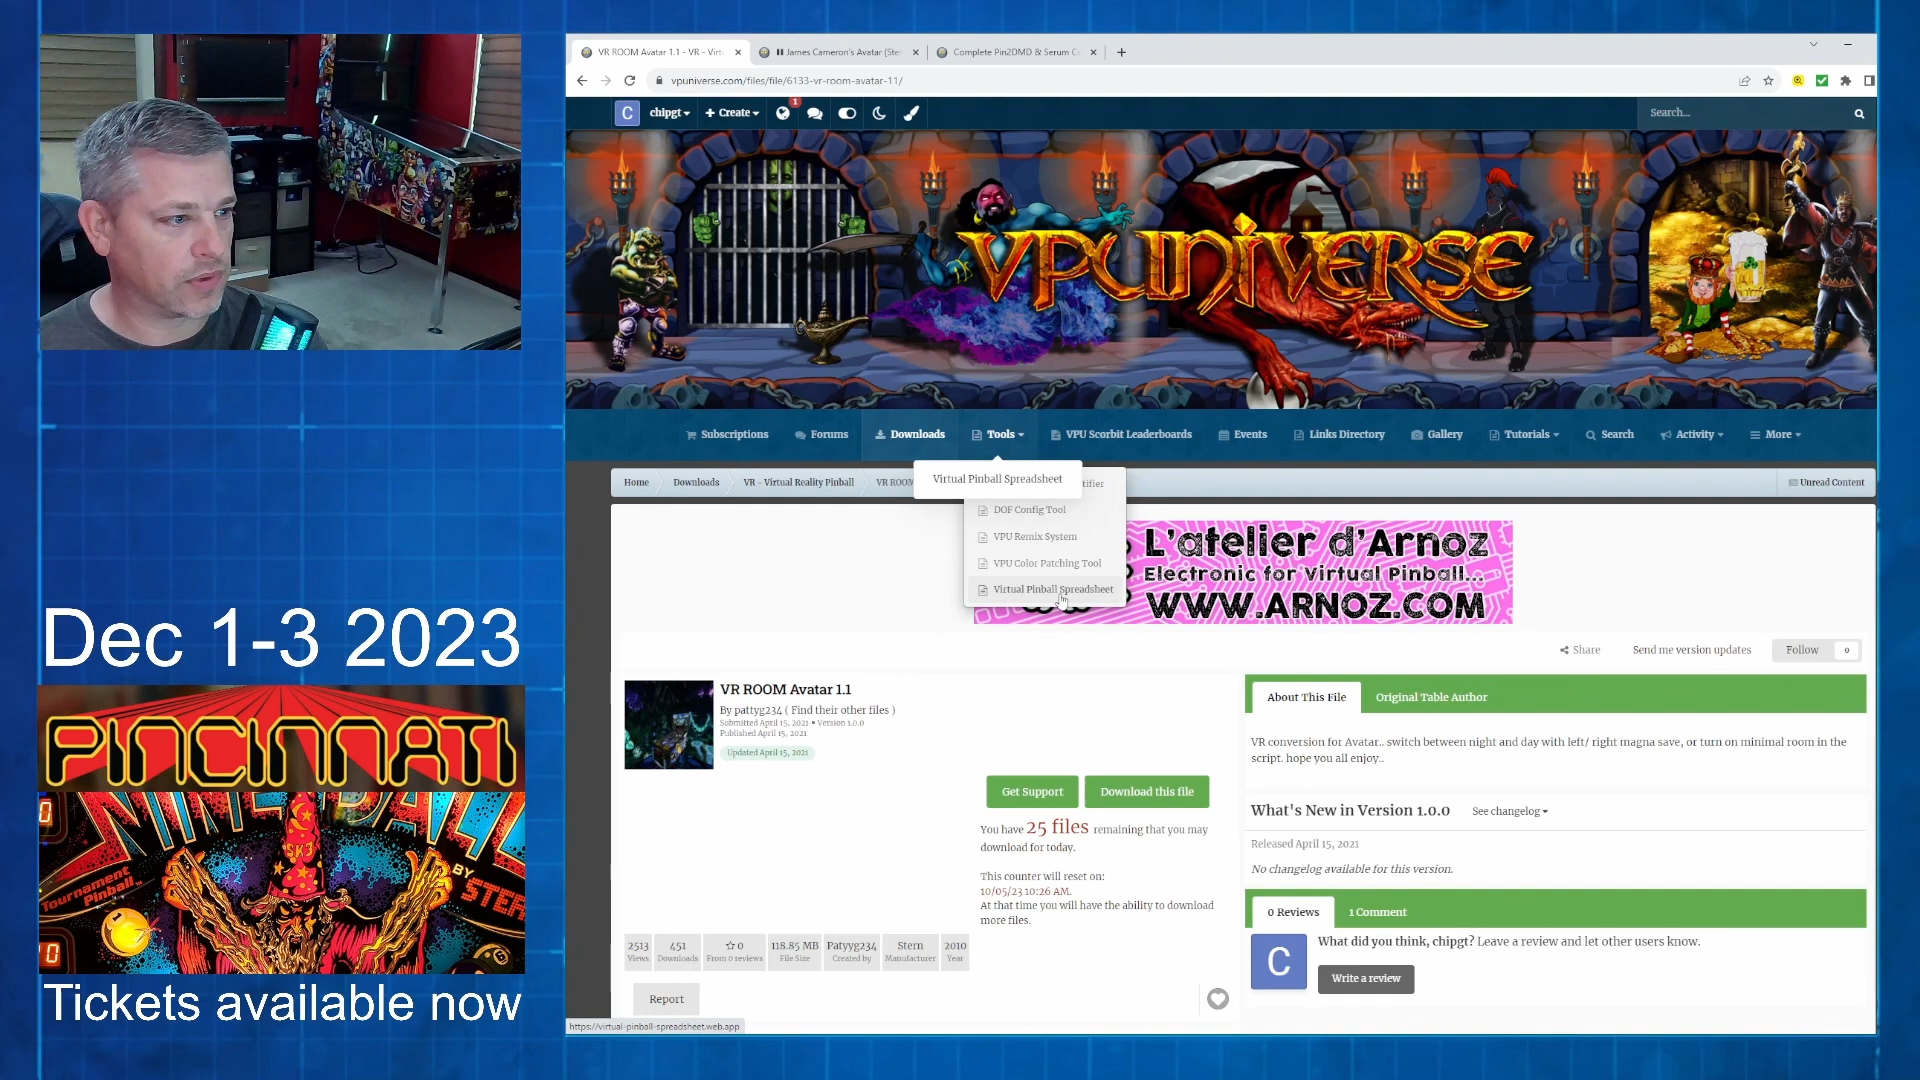 VR ROOM Avatar 1.1 - VR - Virtu
James Cameron's Avatar (Ster
Complete Pin2DMD & Serum C
vpuniverse.com/files/file/6133-vr-room-avatar-11/
C
chipgt
Create
1
Search...
VPUNIVERSE
Subscriptions
Forums
Downloads
Tools
VPU Scorbit Leaderboards
Events
Links Directory
Gallery
Tutorials
Search
Activity
More
Virtual Pinball Spreadsheet
Home
Downloads
VR - Virtual Reality Pinball
VR ROOM
Unread Content
DOF Config Tool
VPU Remix System
VPU Color Patching Tool
Virtual Pinball Spreadsheet
L'atelier d'Arnoz
Electronic for Virtual Pinball...
WWW.ARNOZ.COM
Share
Send me version updates
Follow
0
VR ROOM Avatar 1.1
By pattyg234 ( Find their other files )
Submitted April 15, 2021 • Version 1.0.0
Published April 15, 2021
Updated April 15, 2021
Get Support
Download this file
You have 25 files remaining that you may
download for today.
This counter will reset on:
10/05/23 10:26 AM.
At that time you will have the ability to download
more files.
2513
Views
451
Downloads
0
From 0 reviews
118.85 MB
File Size
Patyyg234
Created by
Stern
Manufacturer
2010
Year
Report
About This File
Original Table Author
VR conversion for Avatar.. switch between night and day with left/ right magna save, or turn on minimal room in the
script. hope you all enjoy..
What's New in Version 1.0.0
See changelog
Released April 15, 2021
No changelog available for this version.
0 Reviews
1 Comment
C
What did you think, chipgt? Leave a review and let other users know.
Write a review
https://virtual-pinball-spreadsheet.web.app
Dec 1-3 2023
PINCINNATI
Tournament
Pinball
SK3
BY
STER
Tickets available now